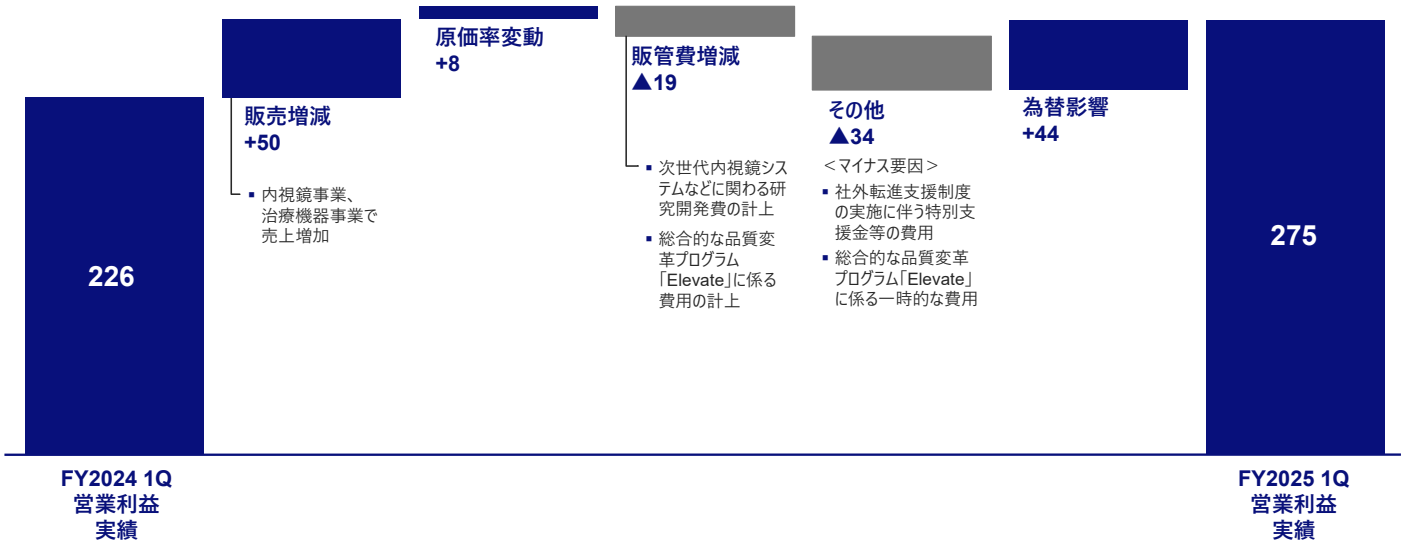 226
販売増減
+50
▪ 内視鏡事業、
治療機器事業で
売上増加
原価率変動
+8
販管費増減
▲19
▪ 次世代内視鏡シス
テムなどに関わる研
究開発費の計上
▪ 総合的な品質変
革プログラム
「Elevate」に係る
費用の計上
その他
▲34
＜マイナス要因＞
▪ 社外転進支援制度
の実施に伴う特別支
援金等の費用
▪ 総合的な品質変革
プログラム「Elevate」
に係る一時的な費用
為替影響
+44
275
FY2024 1Q
営業利益
実績
FY2025 1Q
営業利益
実績